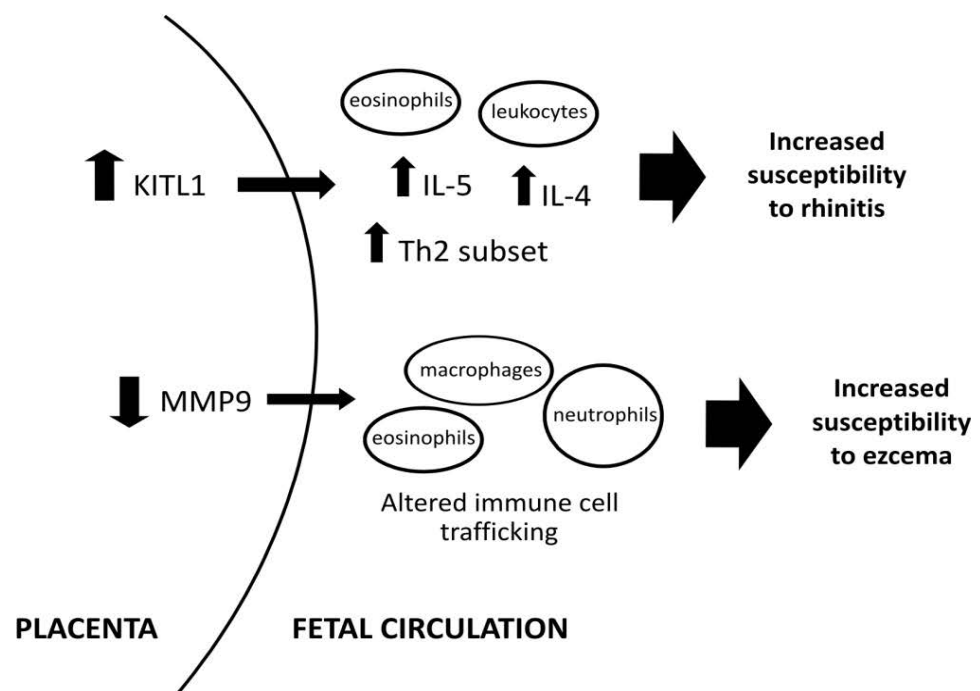 eosinophils
leukocytes
KITL1
IL-5
IL-4
Th2 subset
Increased
susceptibility
to rhinitis
MMP9
macrophages
neutrophils
eosinophils
Altered immune cell
trafficking
Increased
susceptibility
to ezcema
PLACENTA
FETAL CIRCULATION